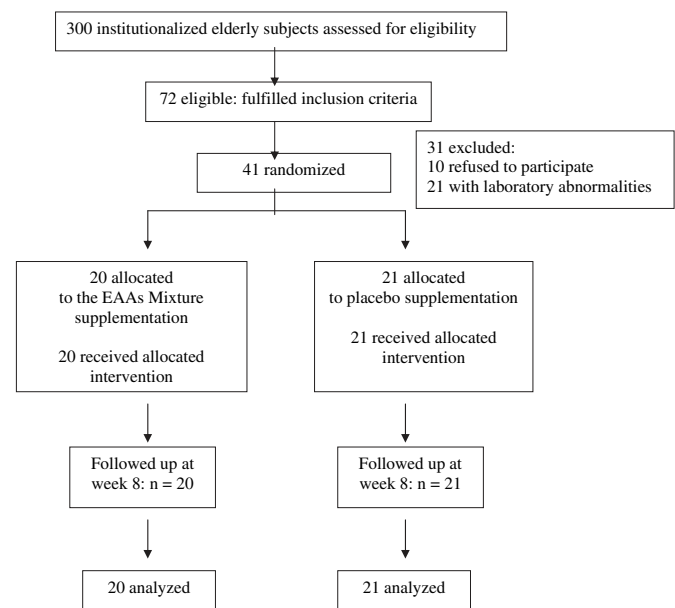 300 institutionalized elderly subjects assessed for eligibility
72 eligible: fulfilled inclusion criteria
31 excluded:
10 refused to participate
21 with laboratory abnormalities
41 randomized
20 allocated
to the EAAs Mixture
supplementation
20 received allocated
intervention
21 allocated
to placebo supplementation
21 received allocated
intervention
Followed up at
week 8: n = 20
Followed up at
week 8: n = 21
20 analyzed
21 analyzed